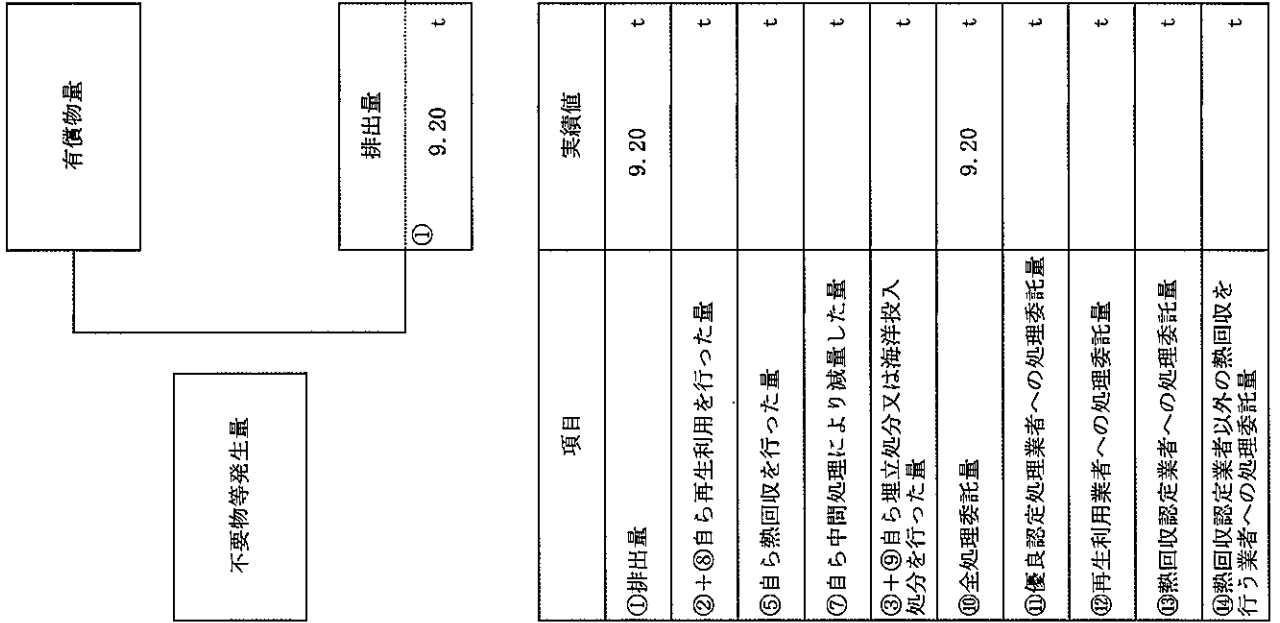 有償物量
不要物等発生量
排出量
① 9.20 t
項目 実績値
①排出量 9.20 t
②+⑧自ら再生利用を行った量 t
⑤自ら熱回収を行った量 t
⑦自ら中間処理により減量した量 t
③+⑨自ら埋立処分又は海洋投入
処分を行った量 t
⑩全処理委託量 9.20 t
⑪優良認定処理業者への処理委託量 t
⑫再生利用業者への処理委託量 t
⑬熱回収認定業者への処理委託量 t
⑭熱回収認定業者以外の熱回収を
行う業者への処理委託量 t